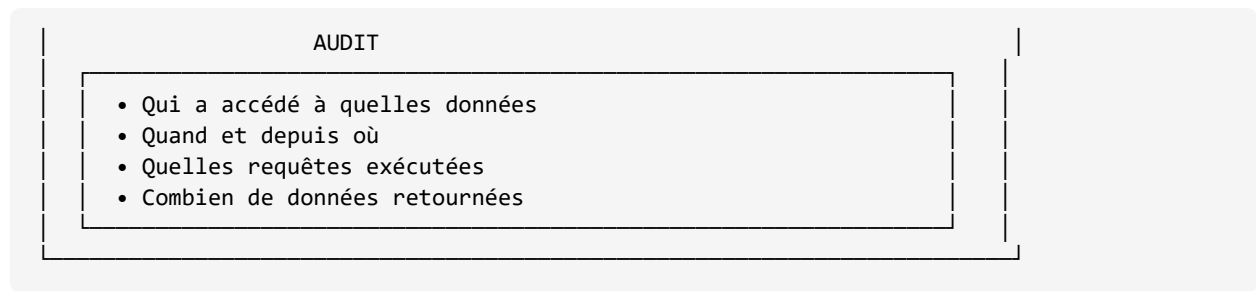 AUDIT
• Qui a accédé à quelles données
• Quand et depuis où
• Quelles requêtes exécutées
• Combien de données retournées